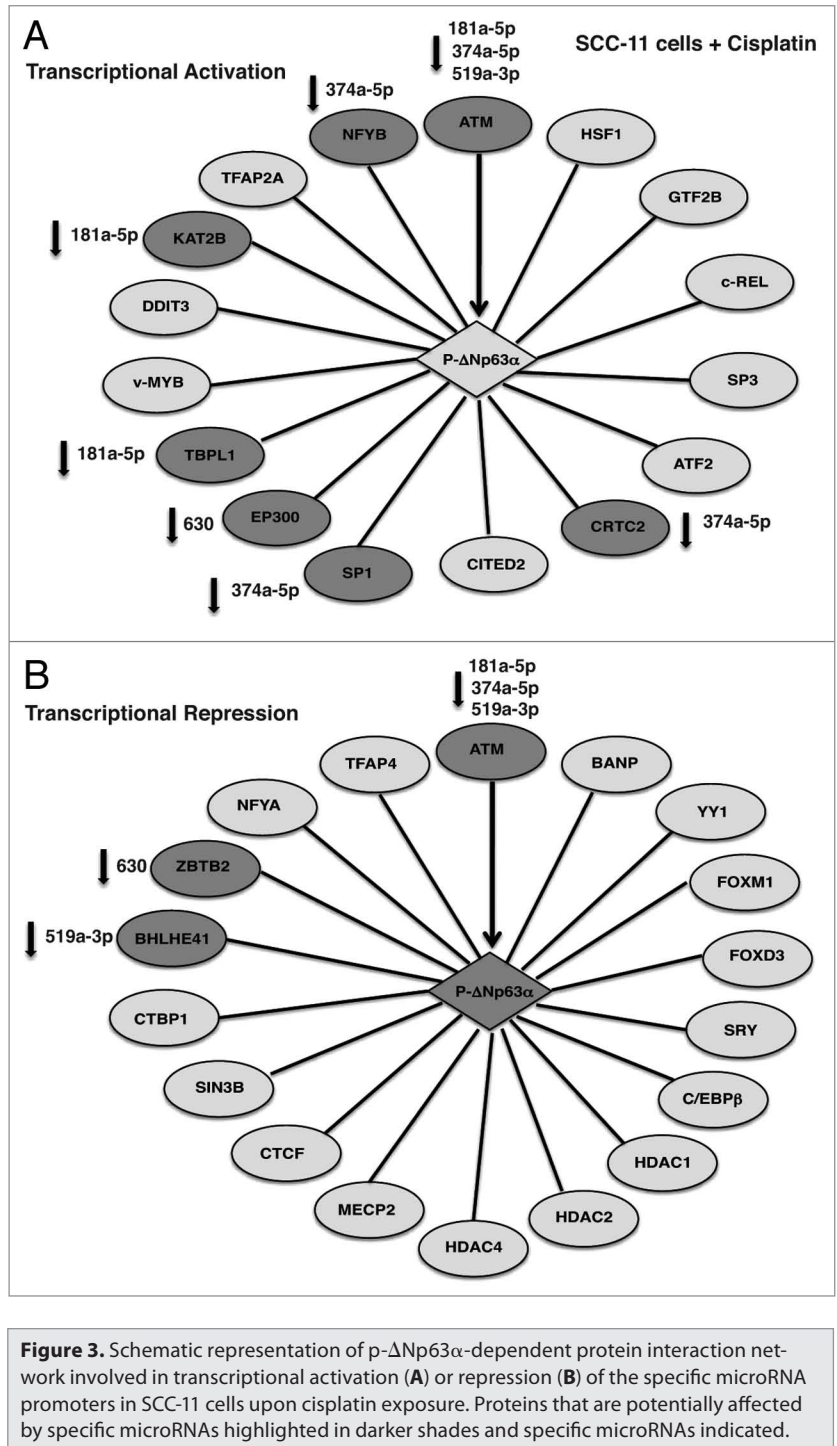 A
181a-5p
374a-5p
519a-3p
SCC-11 cells + Cisplatin
Transcriptional Activation
374a-5p
NFYB
ATM
HSF1
TFAP2A
GTF2B
181a-5p
KAT2B
c-REL
DDIT3
P-ΔNp63α
v-MYB
SP3
181a-5p
TBPL1
ATF2
630
EP300
CRTC2
374a-5p
374a-5p
SP1
CITED2
B
181a-5p
374a-5p
519a-3p
Transcriptional Repression
TFAP4
ATM
BANP
NFYA
YY1
630
ZBTB2
FOXM1
519a-3p
BHLHE41
FOXD3
P-ΔNp63α
CTBP1
SRY
SIN3B
C/EBPβ
CTCF
HDAC1
MECP2
HDAC2
HDAC4
Figure 3. Schematic representation of p-ΔNp63α-dependent protein interaction net-
work involved in transcriptional activation (A) or repression (B) of the specific microRNA
promoters in SCC-11 cells upon cisplatin exposure. Proteins that are potentially affected
by specific microRNAs highlighted in darker shades and specific microRNAs indicated.